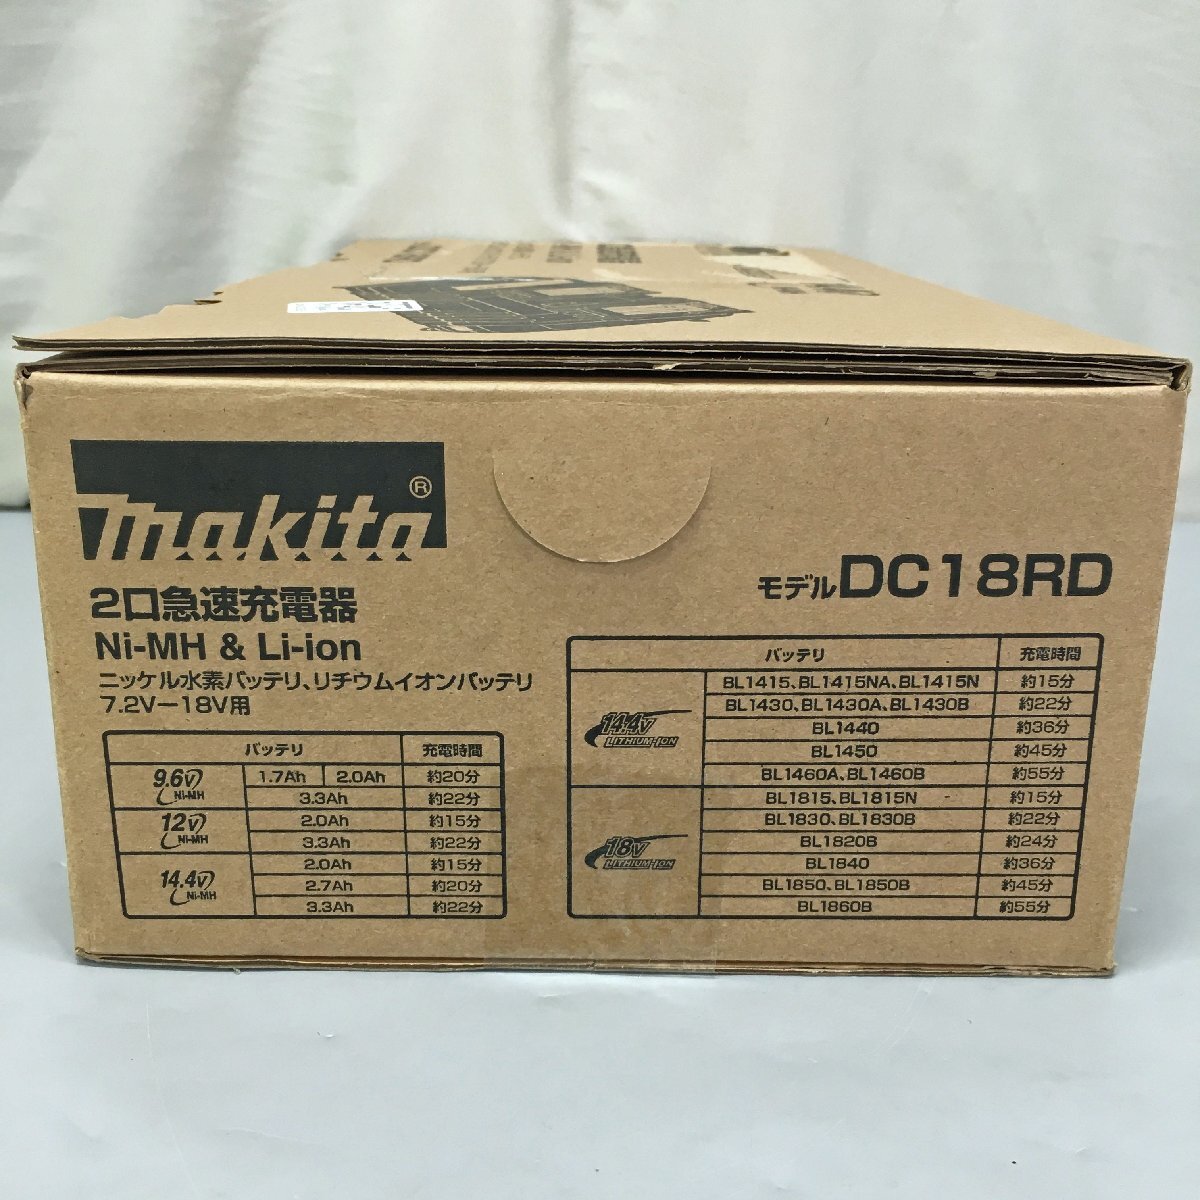 makita®
2口急速充電器
Ni-MH & Li-ion
ニッケル水素バッテリ、リチウムイオンバッテリ
7.2V－18V用
バッテリ 充電時間
9.6V Ni-MH
1.7Ah 2.0Ah 約20分
3.3Ah 約22分
12V Ni-MH
2.0Ah 約15分
3.3Ah 約22分
14.4V Ni-MH
2.0Ah 約15分
2.7Ah 約20分
3.3Ah 約22分
モデルDC18RD
バッテリ 充電時間
14.4V LITHIUM-ION
BL1415、BL1415NA、BL1415N 約15分
BL1430、BL1430A、BL1430B 約22分
BL1440 約36分
BL1450 約45分
BL1460A、BL1460B 約55分
18V LITHIUM-ION
BL1815、BL1815N 約15分
BL1830、BL1830B 約22分
BL1820B 約24分
BL1840 約36分
BL1850、BL1850B 約45分
BL1860B 約55分